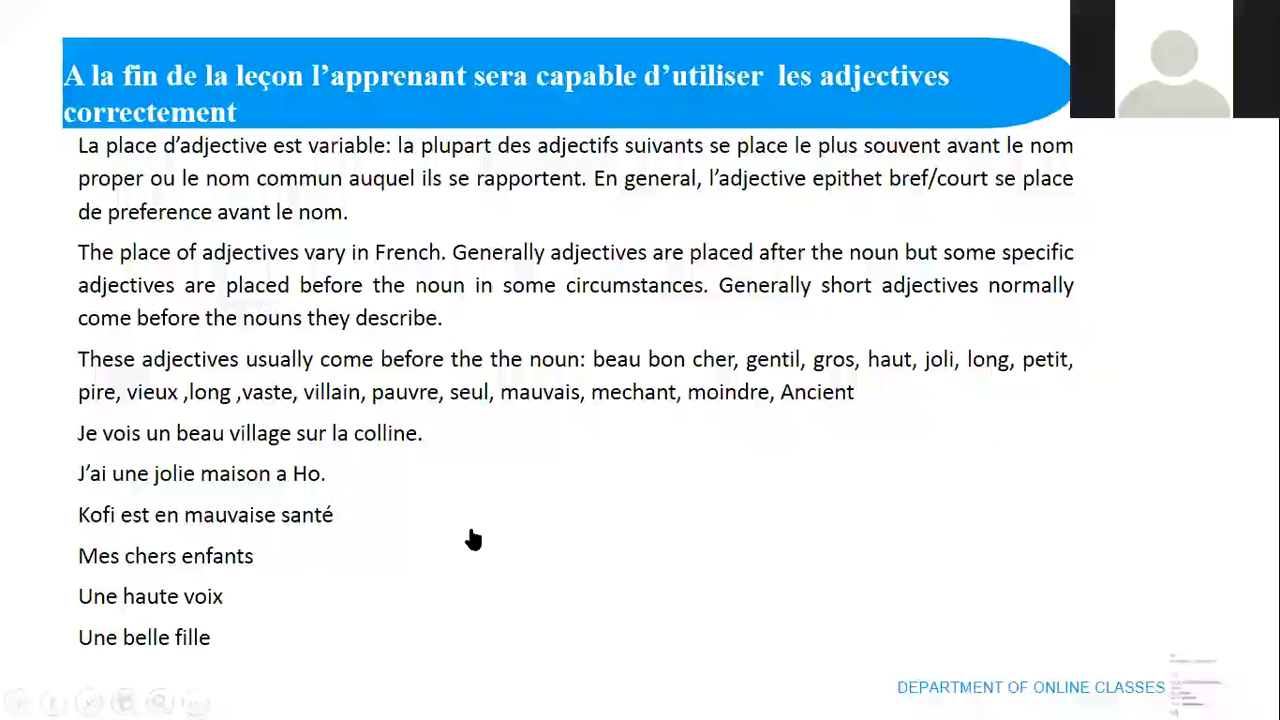 A la fin de la leçon l’apprenant sera capable d’utiliser les adjectives
correctement
La place d’adjective est variable: la plupart des adjectifs suivants se place le plus souvent avant le nom
proper ou le nom commun auquel ils se rapportent. En general, l’adjective epithet bref/court se place
de preference avant le nom.
The place of adjectives vary in French. Generally adjectives are placed after the noun but some specific
adjectives are placed before the noun in some circumstances. Generally short adjectives normally
come before the nouns they describe.
These adjectives usually come before the the noun: beau bon cher, gentil, gros, haut, joli, long, petit,
pire, vieux ,long ,vaste, villain, pauvre, seul, mauvais, mechant, moindre, Ancient
Je vois un beau village sur la colline.
J’ai une jolie maison a Ho.
Kofi est en mauvaise santé
Mes chers enfants
Une haute voix
Une belle fille
DEPARTMENT OF ONLINE CLASSES